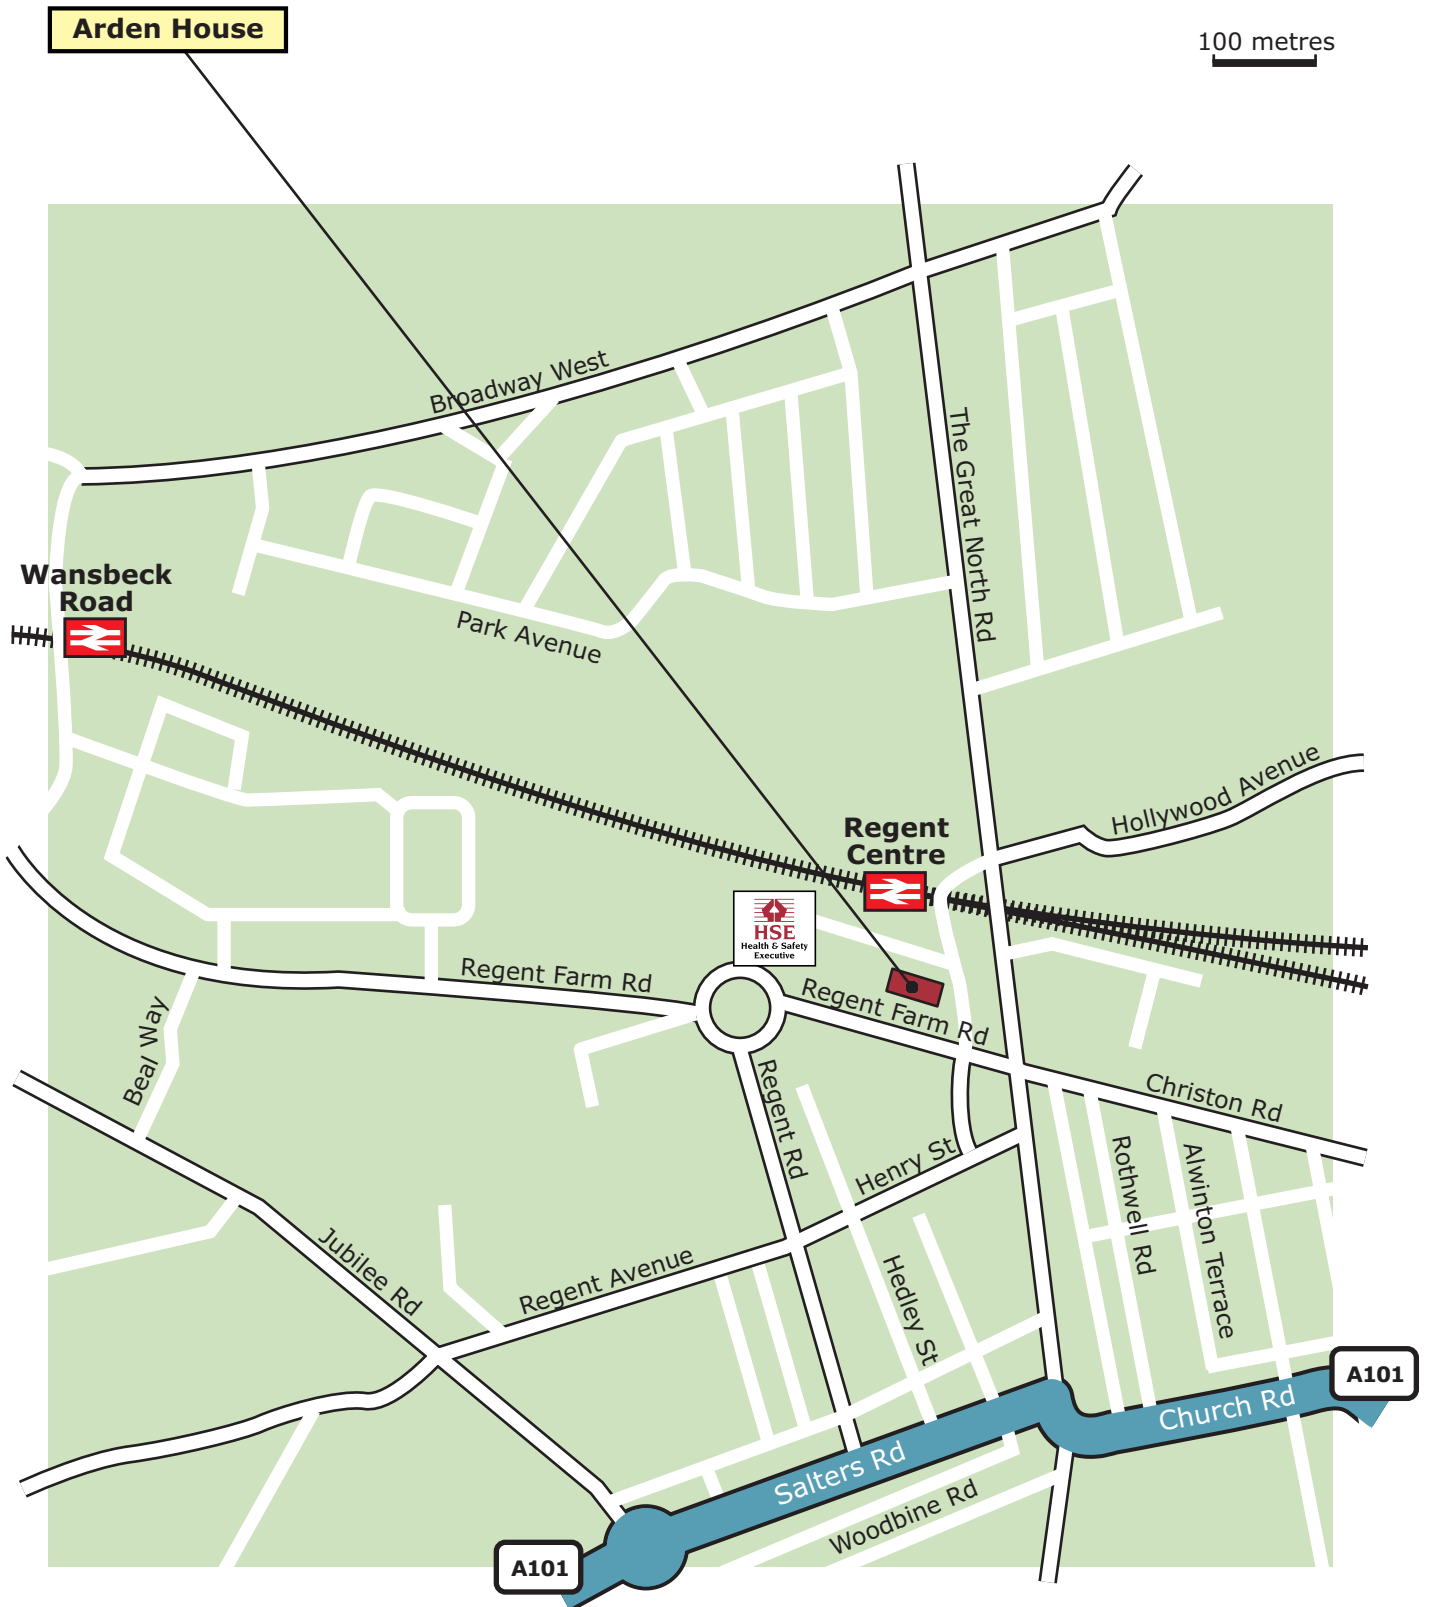 Arden House
100 metres
Broadway West
The Great North Rd
Wansbeck
Road
Park Avenue
Hollywood Avenue
Regent
Centre
HSE
Health & Safety
Executive
Regent Farm Rd
Regent Farm Rd
Beal Way
Regent Rd
Christon Rd
Henry St
Rothwell Rd
Alwinton Terrace
Jubilee Rd
Regent Avenue
Hedley St
A101
Church Rd
Salters Rd
Woodbine Rd
A101